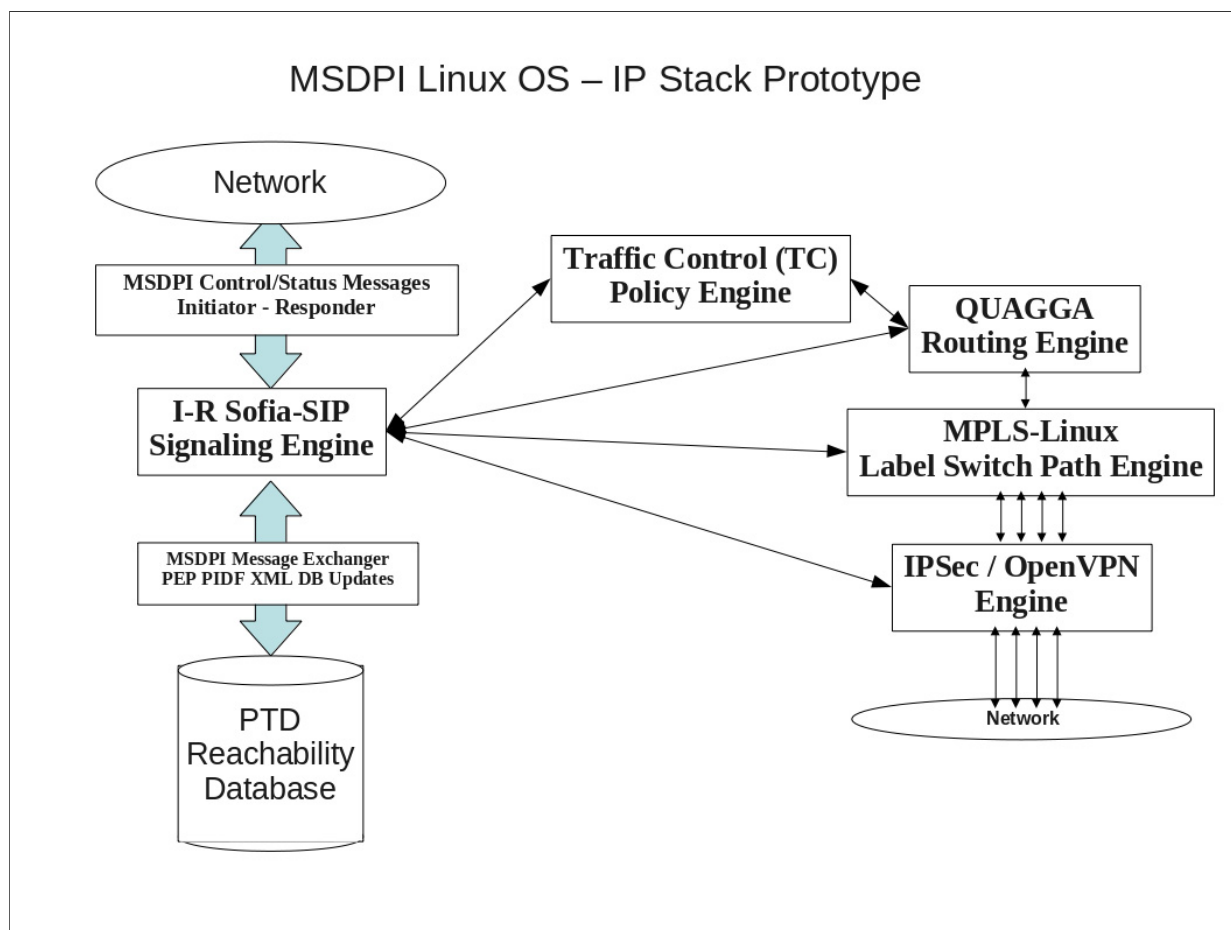 MSDPI Linux OS – IP Stack Prototype
Network
MSDPI Control/Status Messages
Initiator - Responder
I-R Sofia-SIP
Signaling Engine
MSDPI Message Exchanger
PEP PIDF XML DB Updates
PTD
Reachability
Database
Traffic Control (TC)
Policy Engine
QUAGGA
Routing Engine
MPLS-Linux
Label Switch Path Engine
IPSec / OpenVPN
Engine
Network